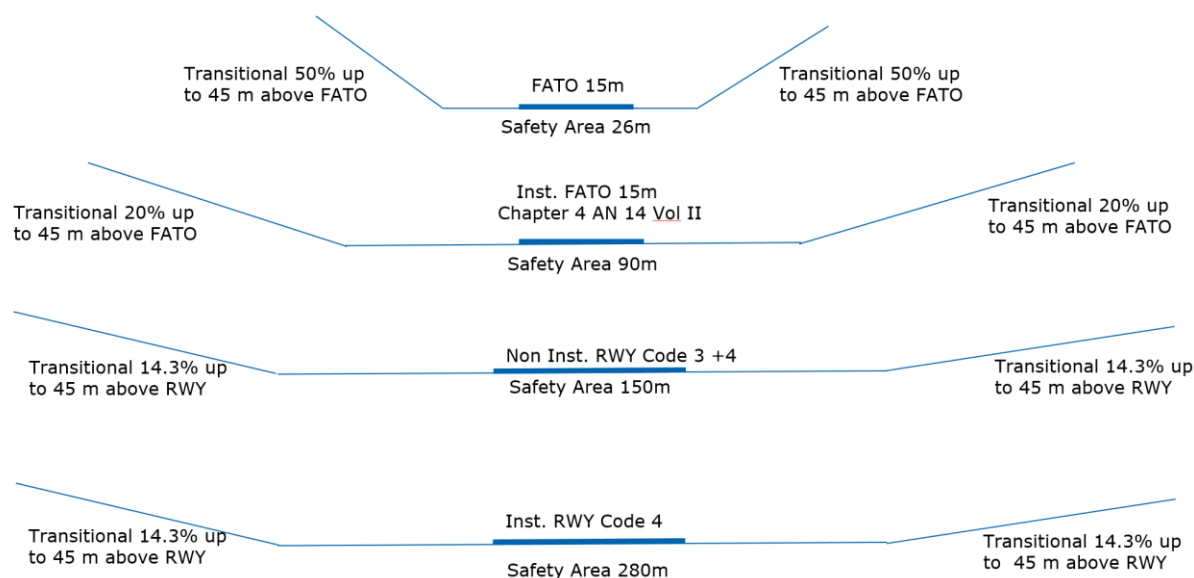 Transitional 50% up
to 45 m above FATO
FATO 15m
Safety Area 26m
Transitional 50% up
to 45 m above FATO
Transitional 20% up
to 45 m above FATO
Inst. FATO 15m
Chapter 4 AN 14 Vol II
Safety Area 90m
Transitional 20% up
to 45 m above FATO
Transitional 14.3% up
to 45 m above RWY
Non Inst. RWY Code 3 +4
Safety Area 150m
Transitional 14.3% up
to 45 m above RWY
Transitional 14.3% up
to 45 m above RWY
Inst. RWY Code 4
Safety Area 280m
Transitional 14.3% up
to  45 m above RWY